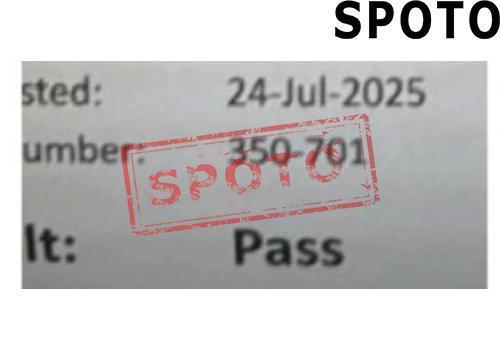 SPOTO
sted: 24-Jul-2025
umber: 350-701
SPOTO
lt: Pass